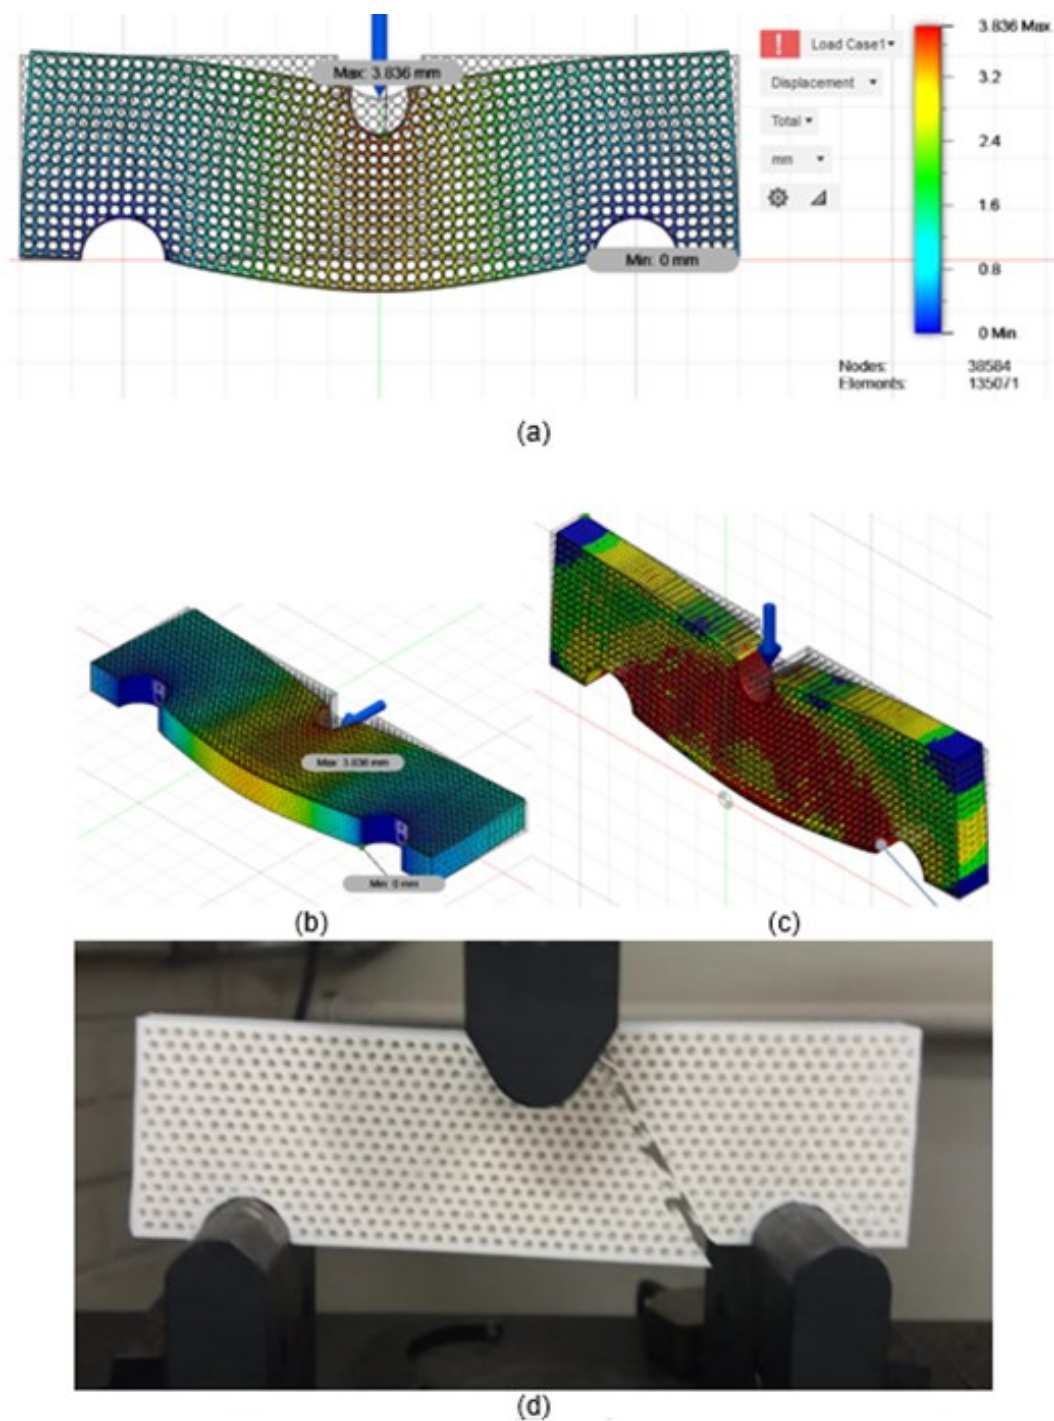 Max: 3.836 mm
Load Case1
Displacement
Total
mm
3.836 Max
3.2
2.4
1.6
0.8
0 Min
Min: 0 mm
Nodes: 38584
Elements: 135071
(a)
Max: 3.836 mm
Min: 0 mm
(b)
(c)
(d)